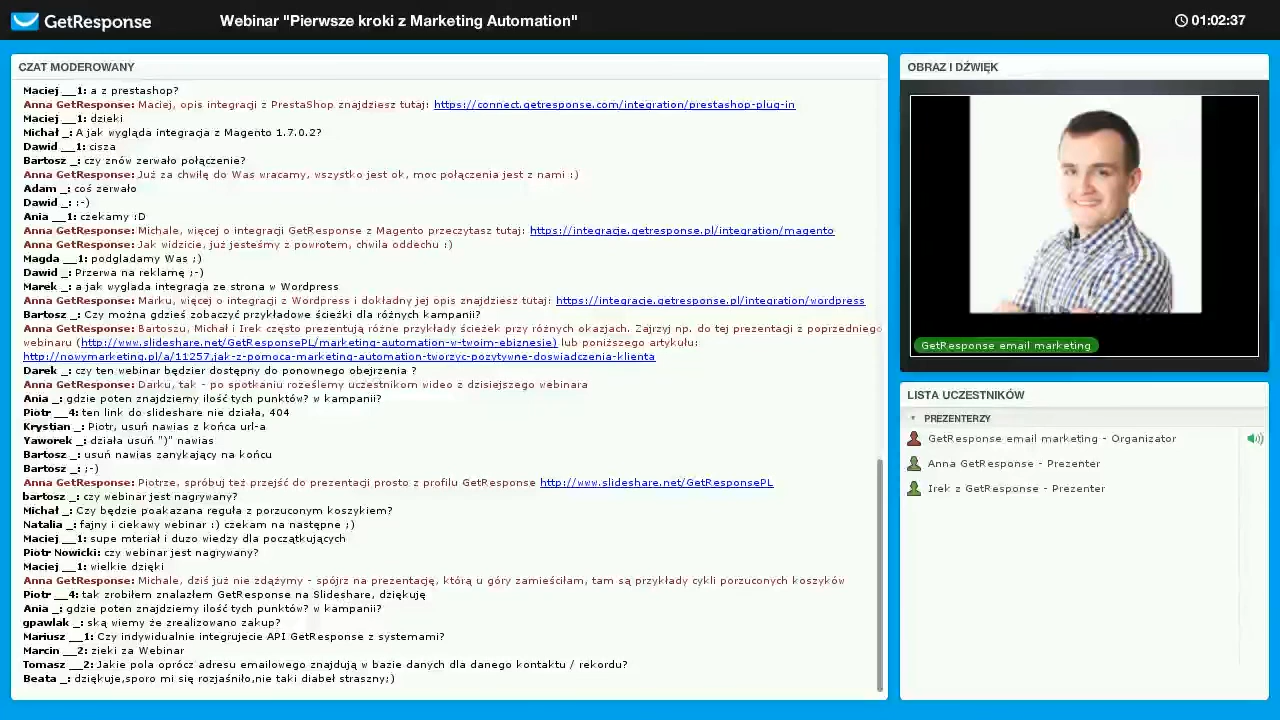 GetResponse
Webinar "Pierwsze kroki z Marketing Automation"
01:02:37
CZAT MODEROWANY
Maciej __1: a z prestashop?
Anna GetResponse: Maciej, opis integracji z PrestaShop znajdziesz tutaj: https://connect.getresponse.com/integration/prestashop-plug-in
Maciej __1: dzieki
Michał _: A jak wygląda integracja z Magento 1.7.0.2?
Dawid __1: cisza
Bartosz _: czy znów zerwało połączenie?
Anna GetResponse: Już za chwilę do Was wracamy, wszystko jest ok, moc połączenia jest z nami :)
Adam _: coś zerwało
Dawid _: :-)
Ania __1: czekamy :D
Anna GetResponse: Michale, więcej o integracji GetResponse z Magento przeczytasz tutaj: https://integracje.getresponse.pl/integration/magento
Anna GetResponse: Jak widzicie, już jesteśmy z powrotem, chwila oddechu :)
Magda __1: podgladamy Was ;)
Dawid _: Przerwa na reklamę ;-)
Marek _: a jak wyglada integracja ze strona w Wordpress
Anna GetResponse: Marku, więcej o integracji z Wordpress i dokładny jej opis znajdziesz tutaj: https://integracje.getresponse.pl/integration/wordpress
Bartosz _: Czy można gdzieś zobaczyć przykładowe ścieżki dla różnych kampanii?
Anna GetResponse: Bartoszu, Michał i Irek często prezentują różne przykłady ścieżek przy różnych okazjach. Zajrzyj np. do tej prezentacji z poprzedniego
webinaru (http://www.slideshare.net/GetResponsePL/marketing-automation-w-twoim-ebiznesie) lub poniższego artykułu:
http://nowymarketing.pl/a/11257,jak-z-pomoca-marketing-automation-tworzyc-pozytywne-doswiadczenia-klienta
Darek _: czy ten webinar będzier dostępny do ponownego obejrzenia ?
Anna GetResponse: Darku, tak - po spotkaniu roześlemy uczestnikom wideo z dzisiejszego webinara
Ania _: gdzie poten znajdziemy ilość tych punktów? w kampanii?
Piotr __4: ten link do slideshare nie działa, 404
Krystian _: Piotr, usuń nawias z końca url-a
Yaworek _: działa usuń ")" nawias
Bartosz _: usuń nawias zanykający na końcu
Bartosz _: ;-)
Anna GetResponse: Piotrze, spróbuj też przejść do prezentacji prosto z profilu GetResponse http://www.slideshare.net/GetResponsePL
bartosz _: czy webinar jest nagrywany?
Michał _: Czy będzie poakazana reguła z porzuconym koszykiem?
Natalia _: fajny i ciekawy webinar :) czekam na następne ;)
Maciej __1: supe mteriał i duzo wiedzy dla początkujących
Piotr Nowicki: czy webinar jest nagrywany?
Maciej __1: wielkie dzięki
Anna GetResponse: Michale, dziś już nie zdążymy - spójrz na prezentację, którą u góry zamieściłam, tam są przykłady cykli porzuconych koszyków
Piotr __4: tak zrobiłem znalazłem GetResponse na Slideshare, dziękuję
Ania _: gdzie poten znajdziemy ilość tych punktów? w kampanii?
gpawlak _: ską wiemy że zrealizowano zakup?
Mariusz __1: Czy indywidualnie integrujecie API GetResponse z systemami?
Marcin __2: zieki za Webinar
Tomasz __2: Jakie pola oprócz adresu emailowego znajdują w bazie danych dla danego kontaktu / rekordu?
Beata _: dziękuje,sporo mi się rozjaśniło,nie taki diabeł straszny;)
OBRAZ I DŹWIĘK
GetResponse email marketing
LISTA UCZESTNIKÓW
PREZENTERZY
GetResponse email marketing - Organizator
Anna GetResponse - Prezenter
Irek z GetResponse - Prezenter